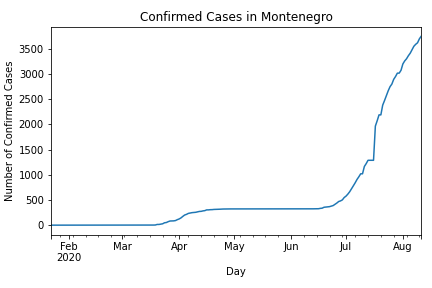 Confirmed Cases in Montenegro
Number of Confirmed Cases
3500
3000
2500
2000
1500
1000
500
0
Feb Mar Apr May Jun Jul Aug
2020
Day